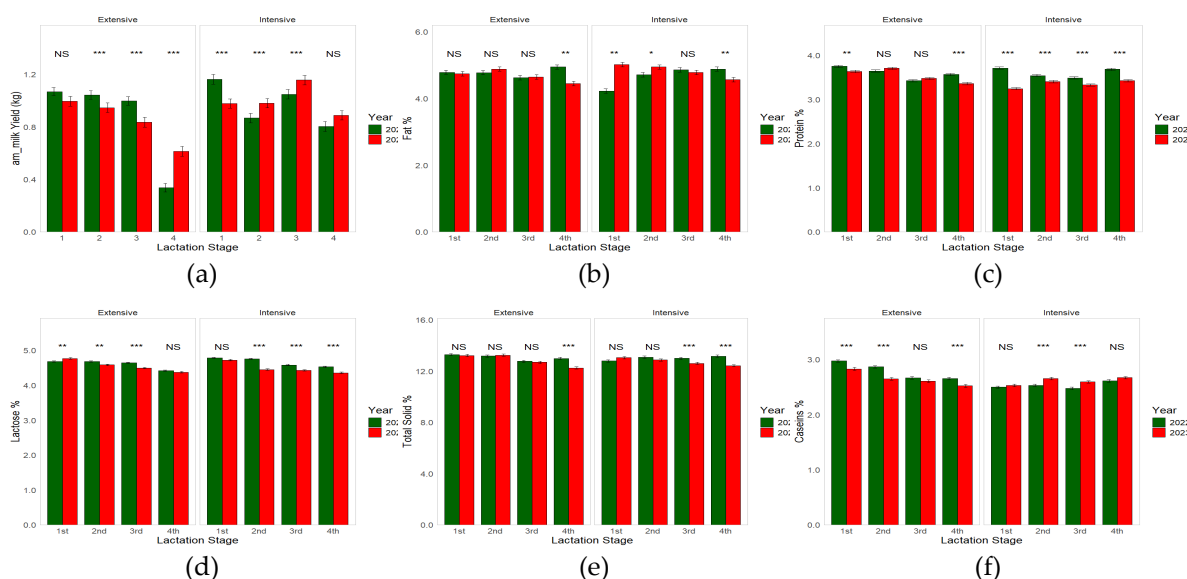 Extensive Intensive
NS *** *** *** *** *** *** NS
am_milk Yield (kg)
1.2
0.9
0.6
0.4
0.0
1 2 3 4 1 2 3 4
Lactation Stage
Year
(a)
Extensive Intensive
NS NS NS ** ** * NS **
Fat %
6.0
4.0
2.0
0.0
1st 2nd 3rd 4th 1st 2nd 3rd 4th
Lactation Stage
Year
(b)
Extensive Intensive
** NS NS *** *** *** *** ***
Protein %
4.0
3.0
2.0
1.0
0.0
1st 2nd 3rd 4th 1st 2nd 3rd 4th
Lactation Stage
Year
(c)
Extensive Intensive
** ** *** NS NS *** *** ***
Lactose %
5.0
4.0
3.0
2.0
1.0
0.0
1st 2nd 3rd 4th 1st 2nd 3rd 4th
Lactation Stage
Year
(d)
Extensive Intensive
NS NS NS *** NS NS *** ***
Total Solid %
16.0
12.0
8.0
4.0
0.0
1st 2nd 3rd 4th 1st 2nd 3rd 4th
Lactation Stage
Year
(e)
Extensive Intensive
*** *** NS *** NS *** *** NS
Caseins %
3.0
2.0
1.0
0.0
1st 2nd 3rd 4th 1st 2nd 3rd 4th
Lactation Stage
Year
(f)